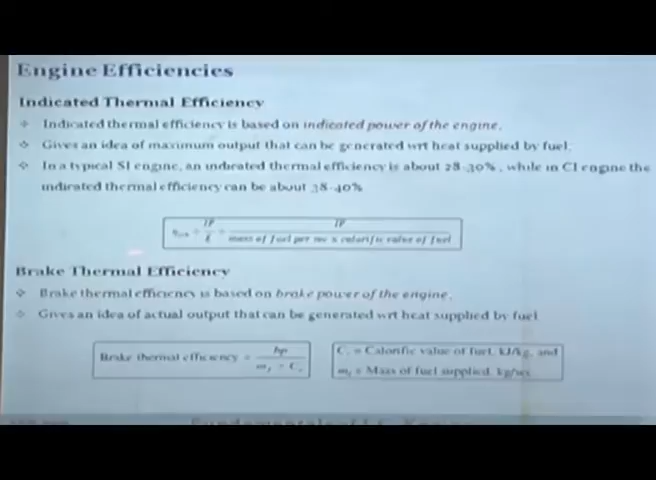 Engine Efficiencies
Indicated Thermal Efficiency
Indicated thermal efficiency is based on indicated power of the engine.
Gives an idea of maximum output that can be generated wrt heat supplied by fuel.
In a typical SI engine, an indicated thermal efficiency is about 28-30%, while in CI engine the
indicated thermal efficiency can be about 38-40%
IP IP
mass of fuel per sec x calorific value of fuel
Brake Thermal Efficiency
Brake thermal efficiency is based on brake power of the engine.
Gives an idea of actual output that can be generated wrt heat supplied by fuel
Brake thermal efficiency = bp
C = Calorific value of fuel, kJ/kg, and
= Mass of fuel supplied, kg/sec